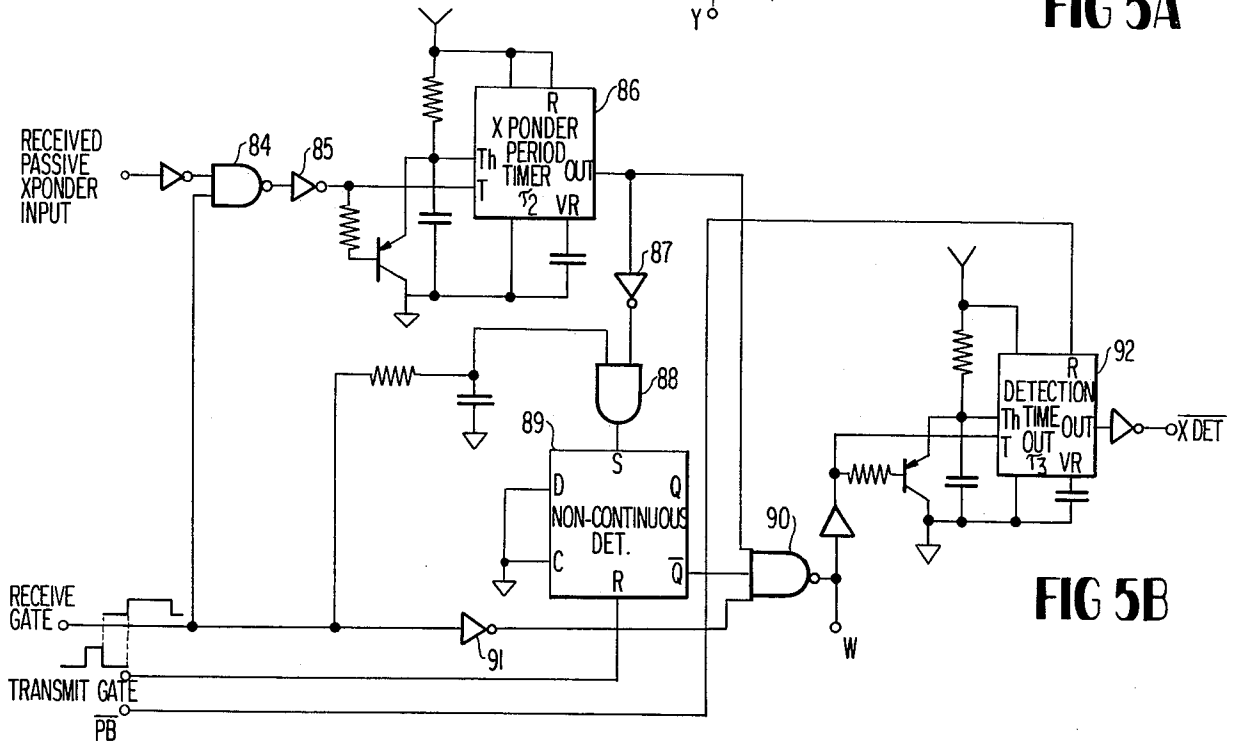 Y
FIG 5A
RECEIVED
PASSIVE
XPONDER
INPUT
84
85
86
R
X PONDER
PERIOD
TIMER
τ2
Th
T
OUT
VR
87
88
89
S
D
Q
NON-CONTINUOUS
DET.
C
R
Q̅
90
91
92
R
DETECTION
TIME
OUT
τ3
Th
T
OUT
VR
X̅ ̅D̅E̅T̅
RECEIVE
GATE
TRANSMIT GATE
P̅B̅
W
FIG 5B